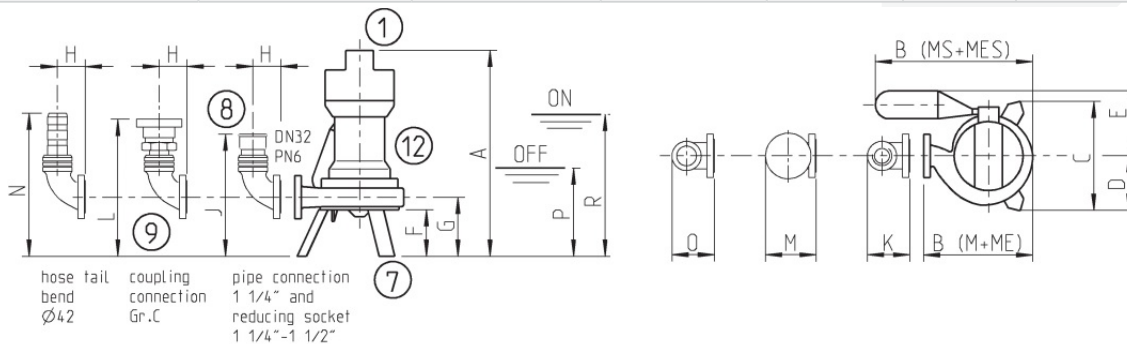 1
H
H
H
B (MS+MES)
8
ON
DN32
PN6
12
A
E
OFF
C
N
L
J
G
F
P
R
D
9
O
M
K
B (M+ME)
7
hose tail
bend
Ø42
coupling
connection
Gr.C
pipe connection
1 1/4" and
reducing socket
1 1/4"-1 1/2"